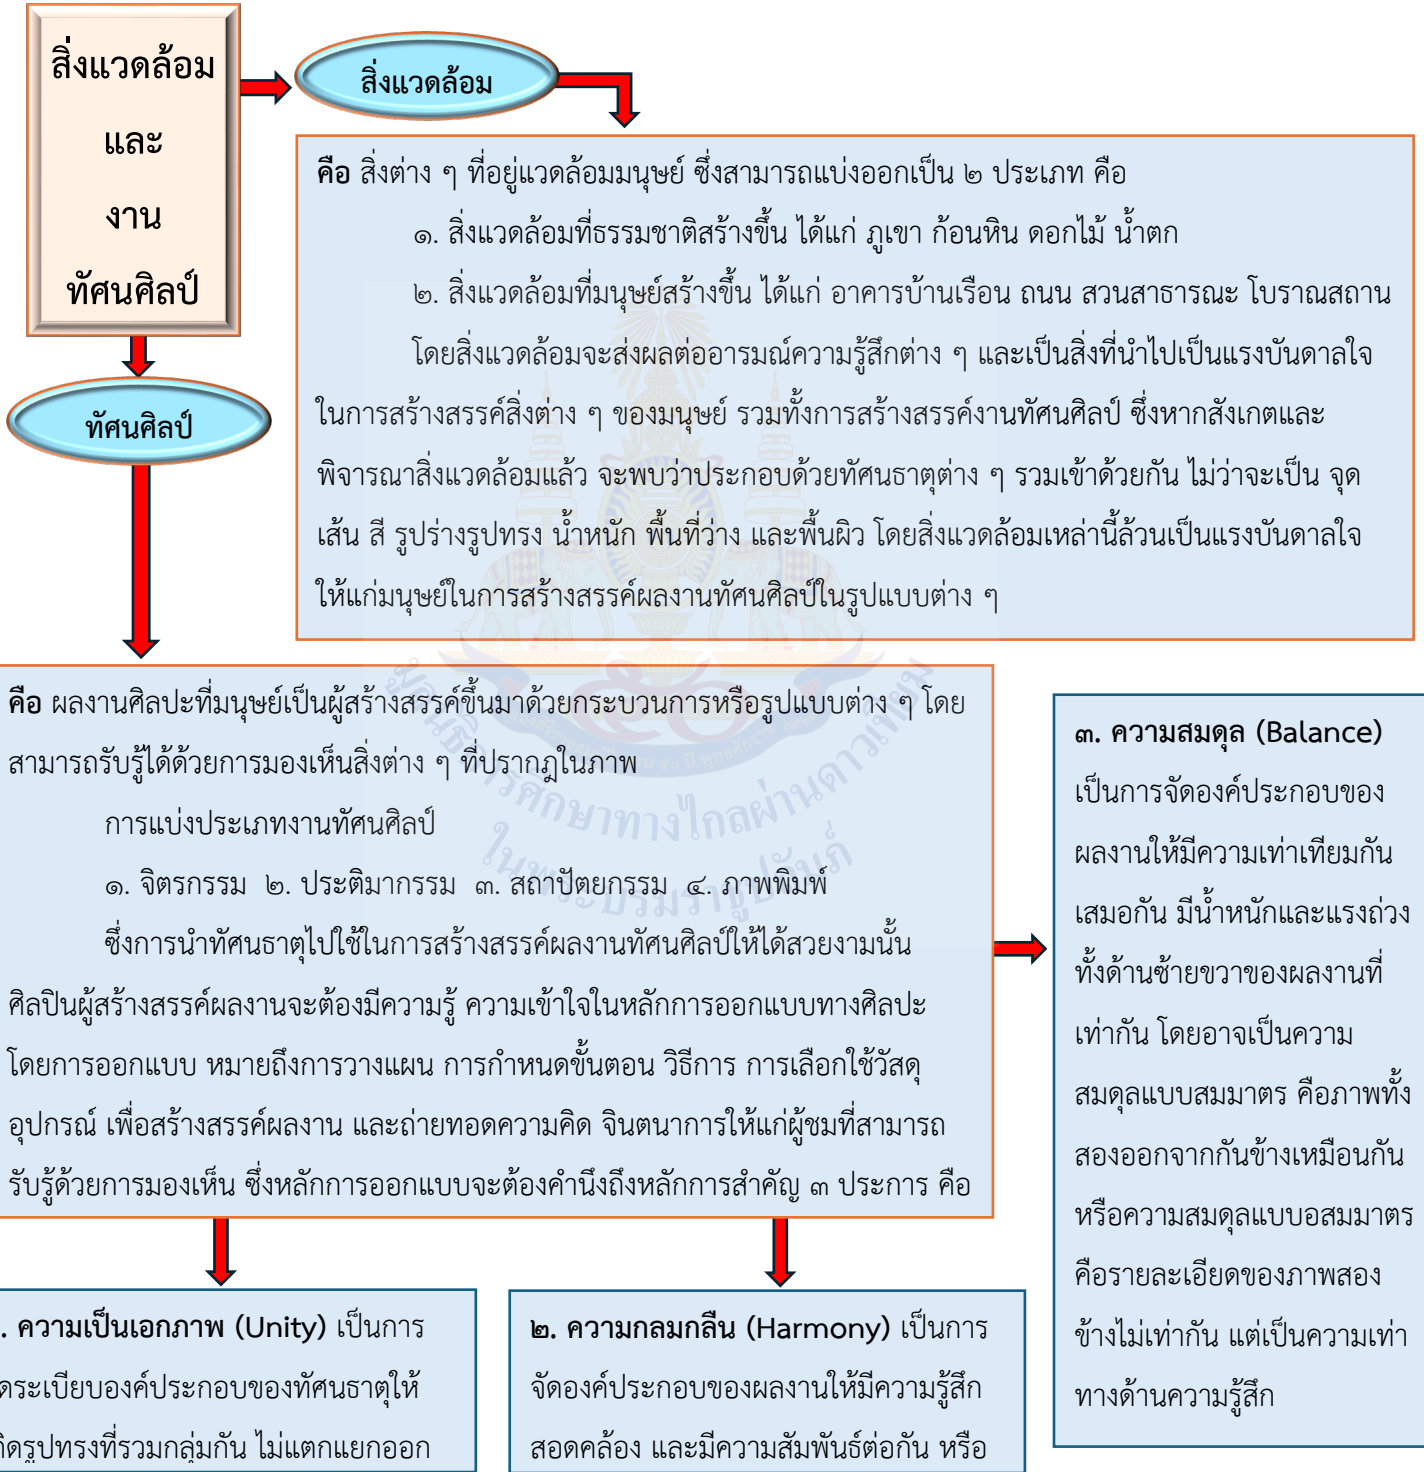 สิ่งแวดล้อม
และ
งาน
ทัศนศิลป์
สิ่งแวดล้อม
คือ สิ่งต่าง ๆ ที่อยู่แวดล้อมมนุษย์ ซึ่งสามารถแบ่งออกเป็น ๒ ประเภท คือ
๑. สิ่งแวดล้อมที่ธรรมชาติสร้างขึ้น ได้แก่ ภูเขา ก้อนหิน ดอกไม้ น้ำตก
๒. สิ่งแวดล้อมที่มนุษย์สร้างขึ้น ได้แก่ อาคารบ้านเรือน ถนน สวนสาธารณะ โบราณสถาน
โดยสิ่งแวดล้อมจะส่งผลต่ออารมณ์ความรู้สึกต่าง ๆ และเป็นสิ่งที่นำไปเป็นแรงบันดาลใจ
ในการสร้างสรรค์สิ่งต่าง ๆ ของมนุษย์ รวมทั้งการสร้างสรรค์งานทัศนศิลป์ ซึ่งหากสังเกตและ
พิจารณาสิ่งแวดล้อมแล้ว จะพบว่าประกอบด้วยทัศนธาตุต่าง ๆ รวมเข้าด้วยกัน ไม่ว่าจะเป็น จุด
เส้น สี รูปร่างรูปทรง น้ำหนัก พื้นที่ว่าง และพื้นผิว โดยสิ่งแวดล้อมเหล่านี้ล้วนเป็นแรงบันดาลใจ
ให้แก่มนุษย์ในการสร้างสรรค์ผลงานทัศนศิลป์ในรูปแบบต่าง ๆ
ทัศนศิลป์
คือ ผลงานศิลปะที่มนุษย์เป็นผู้สร้างสรรค์ขึ้นมาด้วยกระบวนการหรือรูปแบบต่าง ๆ โดย
สามารถรับรู้ได้ด้วยการมองเห็นสิ่งต่าง ๆ ที่ปรากฏในภาพ
การแบ่งประเภทงานทัศนศิลป์
๑. จิตรกรรม ๒. ประติมากรรม ๓. สถาปัตยกรรม ๔. ภาพพิมพ์
ซึ่งการนำทัศนธาตุไปใช้ในการสร้างสรรค์ผลงานทัศนศิลป์ให้ได้สวยงามนั้น
ศิลปินผู้สร้างสรรค์ผลงานจะต้องมีความรู้ ความเข้าใจในหลักการออกแบบทางศิลปะ
โดยการออกแบบ หมายถึงการวางแผน การกำหนดขั้นตอน วิธีการ การเลือกใช้วัสดุ
อุปกรณ์ เพื่อสร้างสรรค์ผลงาน และถ่ายทอดความคิด จินตนาการให้แก่ผู้ชมที่สามารถ
รับรู้ด้วยการมองเห็น ซึ่งหลักการออกแบบจะต้องคำนึงถึงหลักการสำคัญ ๓ ประการ คือ
มูลนิธิการศึกษาทางไกลผ่านดาวเทียม
ในพระบรมราชูปถัมภ์
. ความเป็นเอกภาพ (Unity) เป็นการ
ดระเบียบองค์ประกอบของทัศนธาตุให้
กิดรูปทรงที่รวมกลุ่มกัน ไม่แตกแยกออก
๒. ความกลมกลืน (Harmony) เป็นการ
จัดองค์ประกอบของผลงานให้มีความรู้สึก
สอดคล้อง และมีความสัมพันธ์ต่อกัน หรือ
๓. ความสมดุล (Balance)
เป็นการจัดองค์ประกอบของ
ผลงานให้มีความเท่าเทียมกัน
เสมอกัน มีน้ำหนักและแรงถ่วง
ทั้งด้านซ้ายขวาของผลงานที่
เท่ากัน โดยอาจเป็นความ
สมดุลแบบสมมาตร คือภาพทั้ง
สองออกจากกันข้างเหมือนกัน
หรือความสมดุลแบบอสมมาตร
คือรายละเอียดของภาพสอง
ข้างไม่เท่ากัน แต่เป็นความเท่า
ทางด้านความรู้สึก